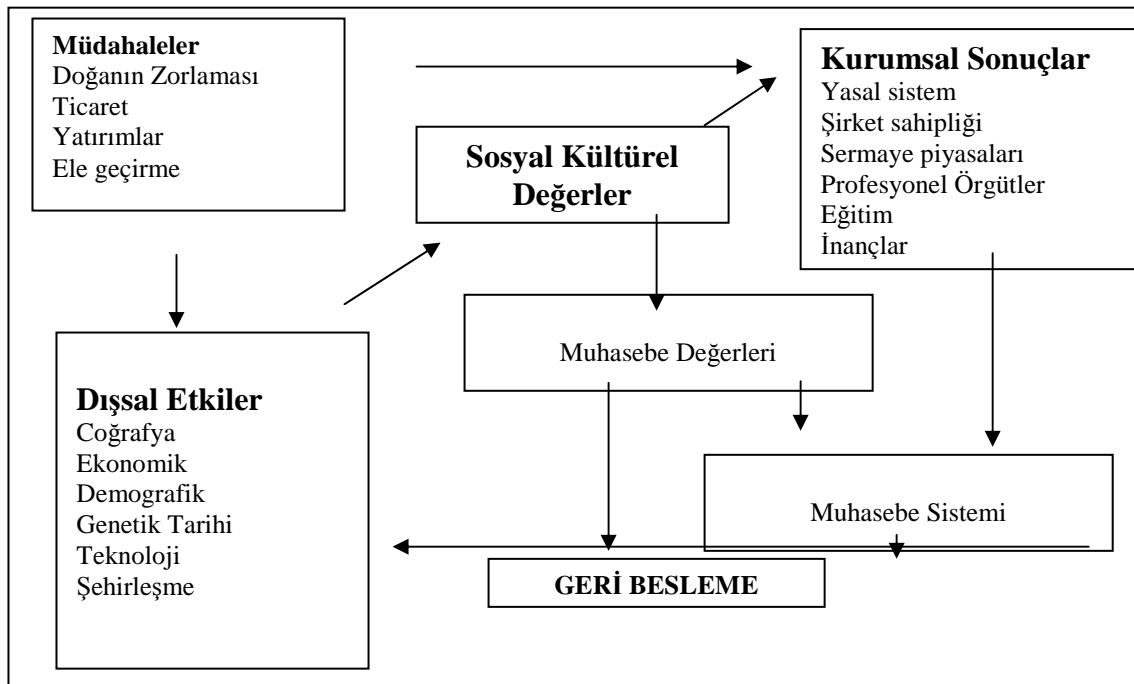 Müdahaleler
Doğanın Zorlaması
Ticaret
Yatırımlar
Ele geçirme
Kurumsal Sonuçlar
Yasal sistem
Şirket sahipliği
Sermaye piyasaları
Profesyonel Örgütler
Eğitim
İnançlar
Sosyal Kültürel
Değerler
Muhasebe Değerleri
Dışsal Etkiler
Coğrafya
Ekonomik
Demografik
Genetik Tarihi
Teknoloji
Şehirleşme
Muhasebe Sistemi
GERİ BESLEME